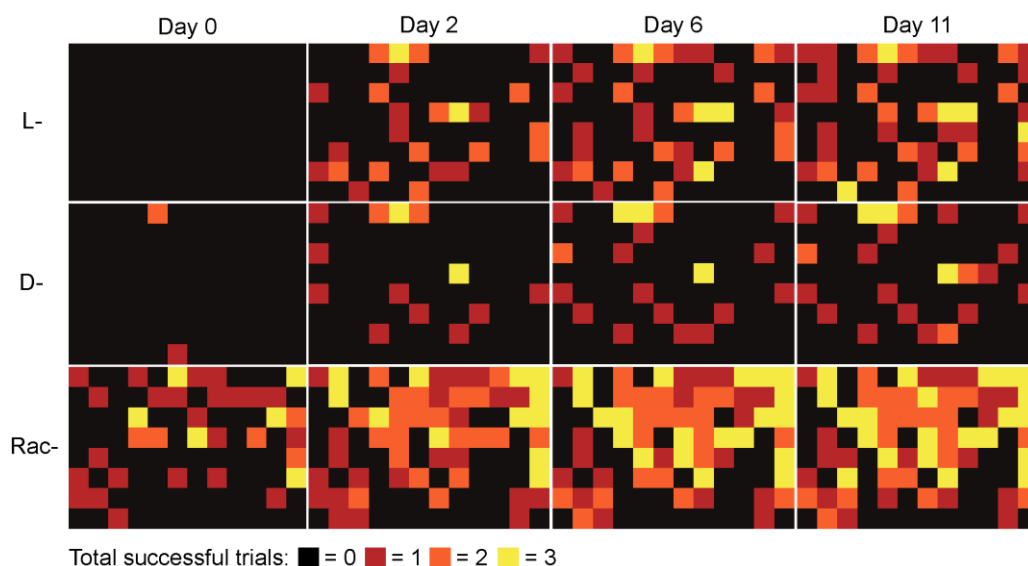 Day 0 Day 2 Day 6 Day 11
L-
D-
Rac-
Total successful trials: = 0 = 1 = 2 = 3